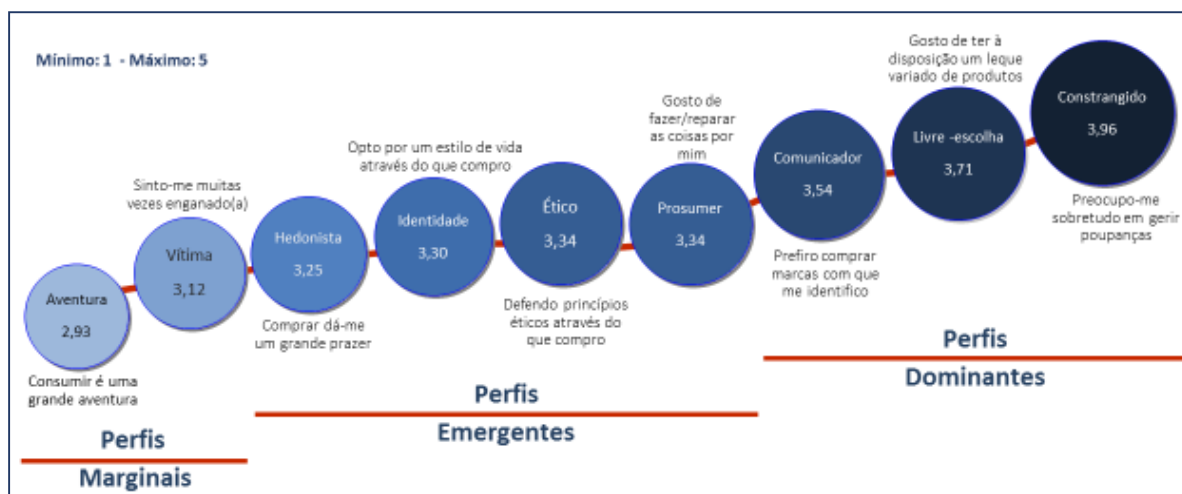 Mínimo: 1 - Máximo: 5
Aventura
2,93
Consumir é uma
grande aventura
Sinto-me muitas
vezes enganado(a)
Vítima
3,12
Hedonista
3,25
Comprar dá-me
um grande prazer
Opto por um estilo de vida
através do que compro
Identidade
3,30
Ético
3,34
Defendo princípios
éticos através do
que compro
Gosto de
fazer/reparar
as coisas por
mim
Prosumer
3,34
Comunicador
3,54
Prefiro comprar
marcas com que
me identifico
Gosto de ter à
disposição um leque
variado de produtos
Livre -escolha
3,71
Constrangido
3,96
Preocupo-me
sobretudo em gerir
poupanças
Perfis
Marginais
Perfis
Emergentes
Perfis
Dominantes